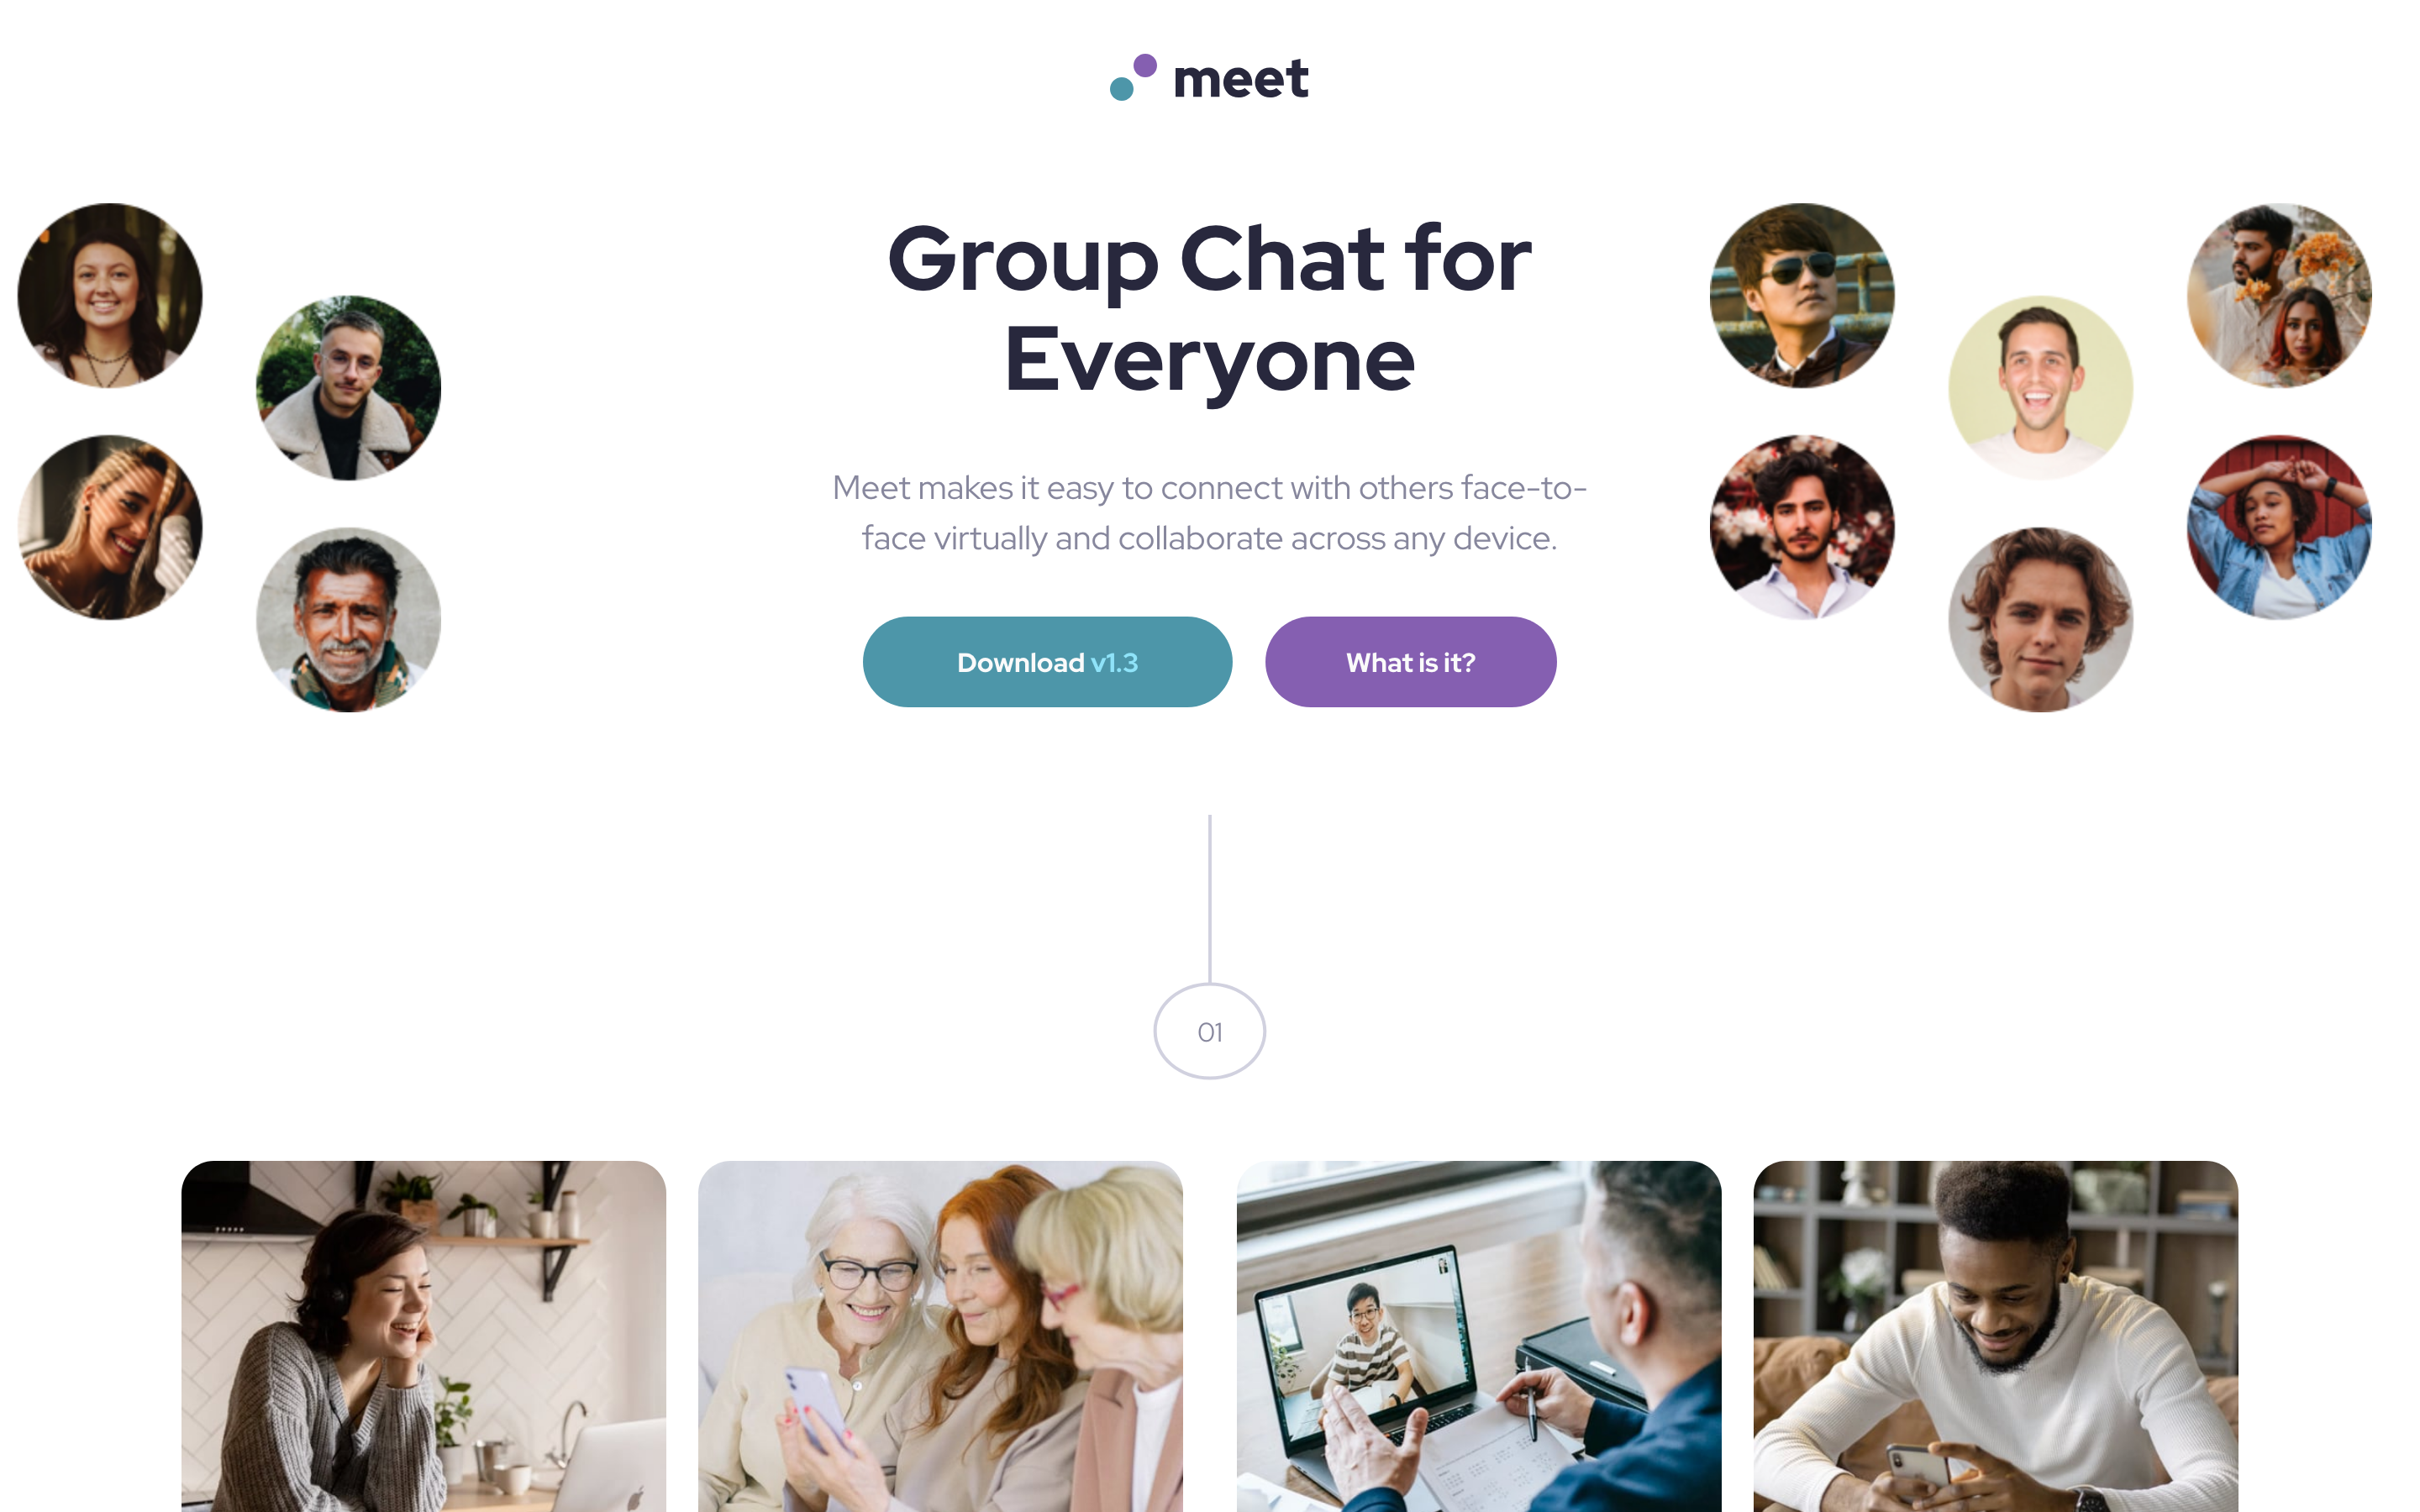 meet
Group Chat for
Everyone
Meet makes it easy to connect with others face-to-
face virtually and collaborate across any device.
Download v1.3
What is it?
01